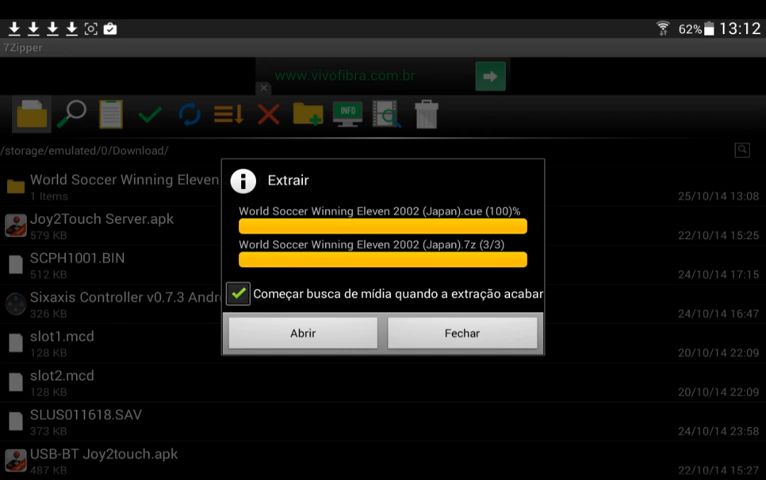 62% 13:12
7Zipper
www.vivofibra.com.br
INFO
/storage/emulated/0/Download/
World Soccer Winning Eleven
1 Items
25/10/14 13:08
Joy2Touch Server.apk
579 KB
22/10/14 15:25
SCPH1001.BIN
512 KB
24/10/14 17:15
Sixaxis Controller v0.7.3 Andr
326 KB
24/10/14 16:47
slot1.mcd
128 KB
20/10/14 22:09
slot2.mcd
128 KB
20/10/14 22:09
SLUS011618.SAV
373 KB
24/10/14 23:58
USB-BT Joy2touch.apk
487 KB
22/10/14 15:27
Extrair
World Soccer Winning Eleven 2002 (Japan).cue (100)%
World Soccer Winning Eleven 2002 (Japan).7z (3/3)
Começar busca de mídia quando a extração acabar
Abrir
Fechar